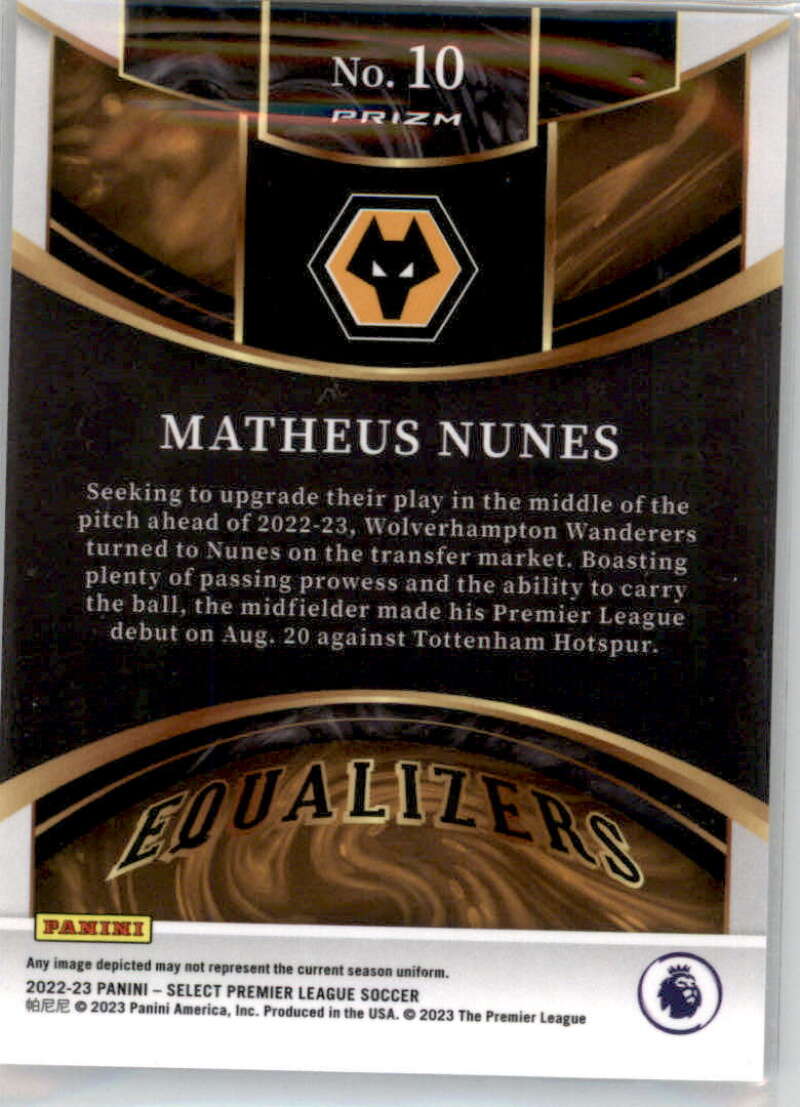 No. 10
PRIZM
MATHEUS NUNES
Seeking to upgrade their play in the middle of the
pitch ahead of 2022-23, Wolverhampton Wanderers
turned to Nunes on the transfer market. Boasting
plenty of passing prowess and the ability to carry
the ball, the midfielder made his Premier League
debut on Aug. 20 against Tottenham Hotspur.
EQUALIZERS
PANINI
Any image depicted may not represent the current season uniform.
2022-23 PANINI – SELECT PREMIER LEAGUE SOCCER
帕尼尼 © 2023 Panini America, Inc. Produced in the USA. © 2023 The Premier League